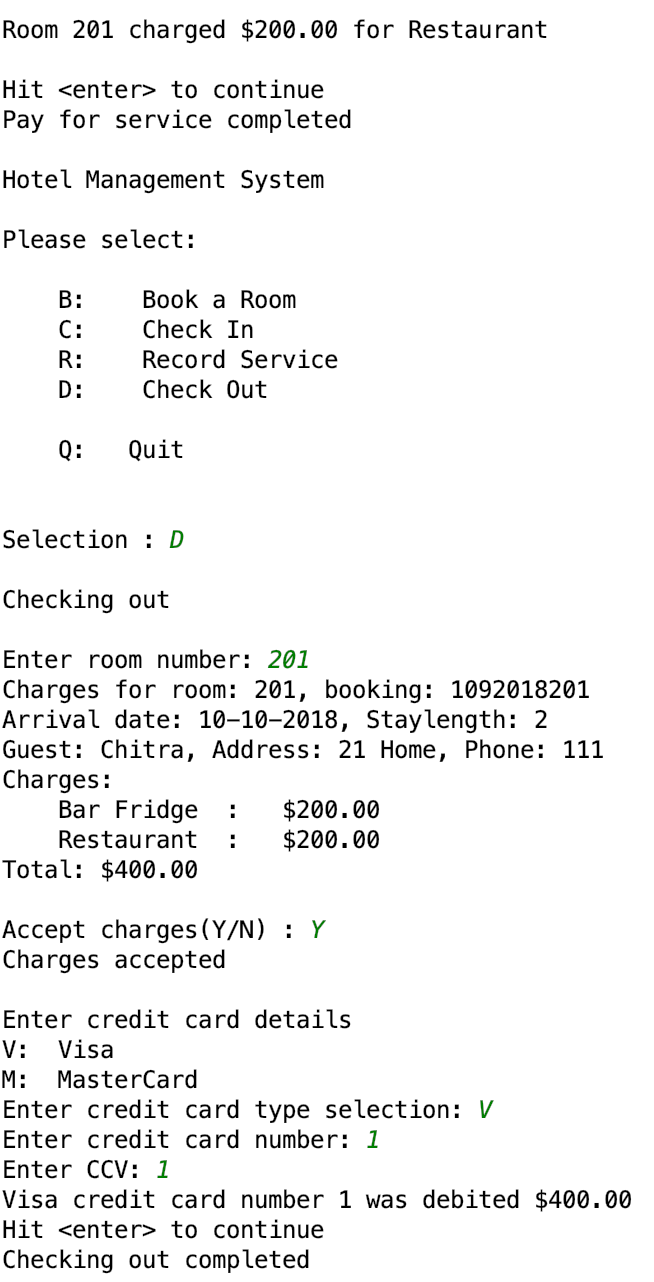 Room 201 charged $200.00 for Restaurant
Hit <enter> to continue
Pay for service completed
Hotel Management System
Please select:
B: Book a Room
C: Check In
R: Record Service
D: Check Out
Q: Quit
Selection : D
Checking out
Enter room number: 201
Charges for room: 201, booking: 1092018201
Arrival date: 10-10-2018, Staylength: 2
Guest: Chitra, Address: 21 Home, Phone: 111
Charges:
Bar Fridge : $200.00
Restaurant : $200.00
Total: $400.00
Accept charges(Y/N) : Y
Charges accepted
Enter credit card details
V: Visa
M: MasterCard
Enter credit card type selection: V
Enter credit card number: 1
Enter CCV: 1
Visa credit card number 1 was debited $400.00
Hit <enter> to continue
Checking out completed